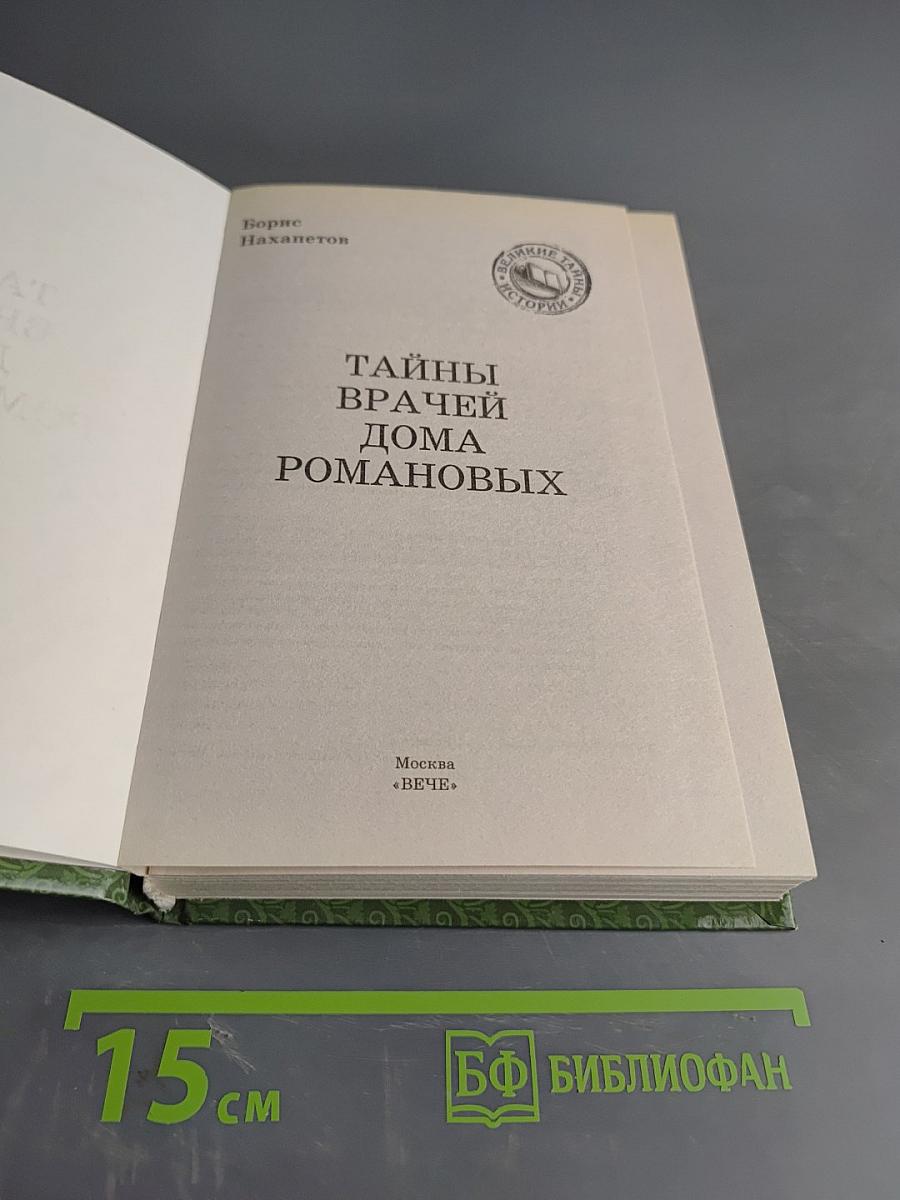 Борис
Нахапетов
ВЕЛИКИЕ ТАЙНЫ
ИСТОРИИ
ТАЙНЫ
ВРАЧЕЙ
ДОМА
РОМАНОВЫХ
Москва
«ВЕЧЕ»
15 см
БФ БИБЛИОФАН